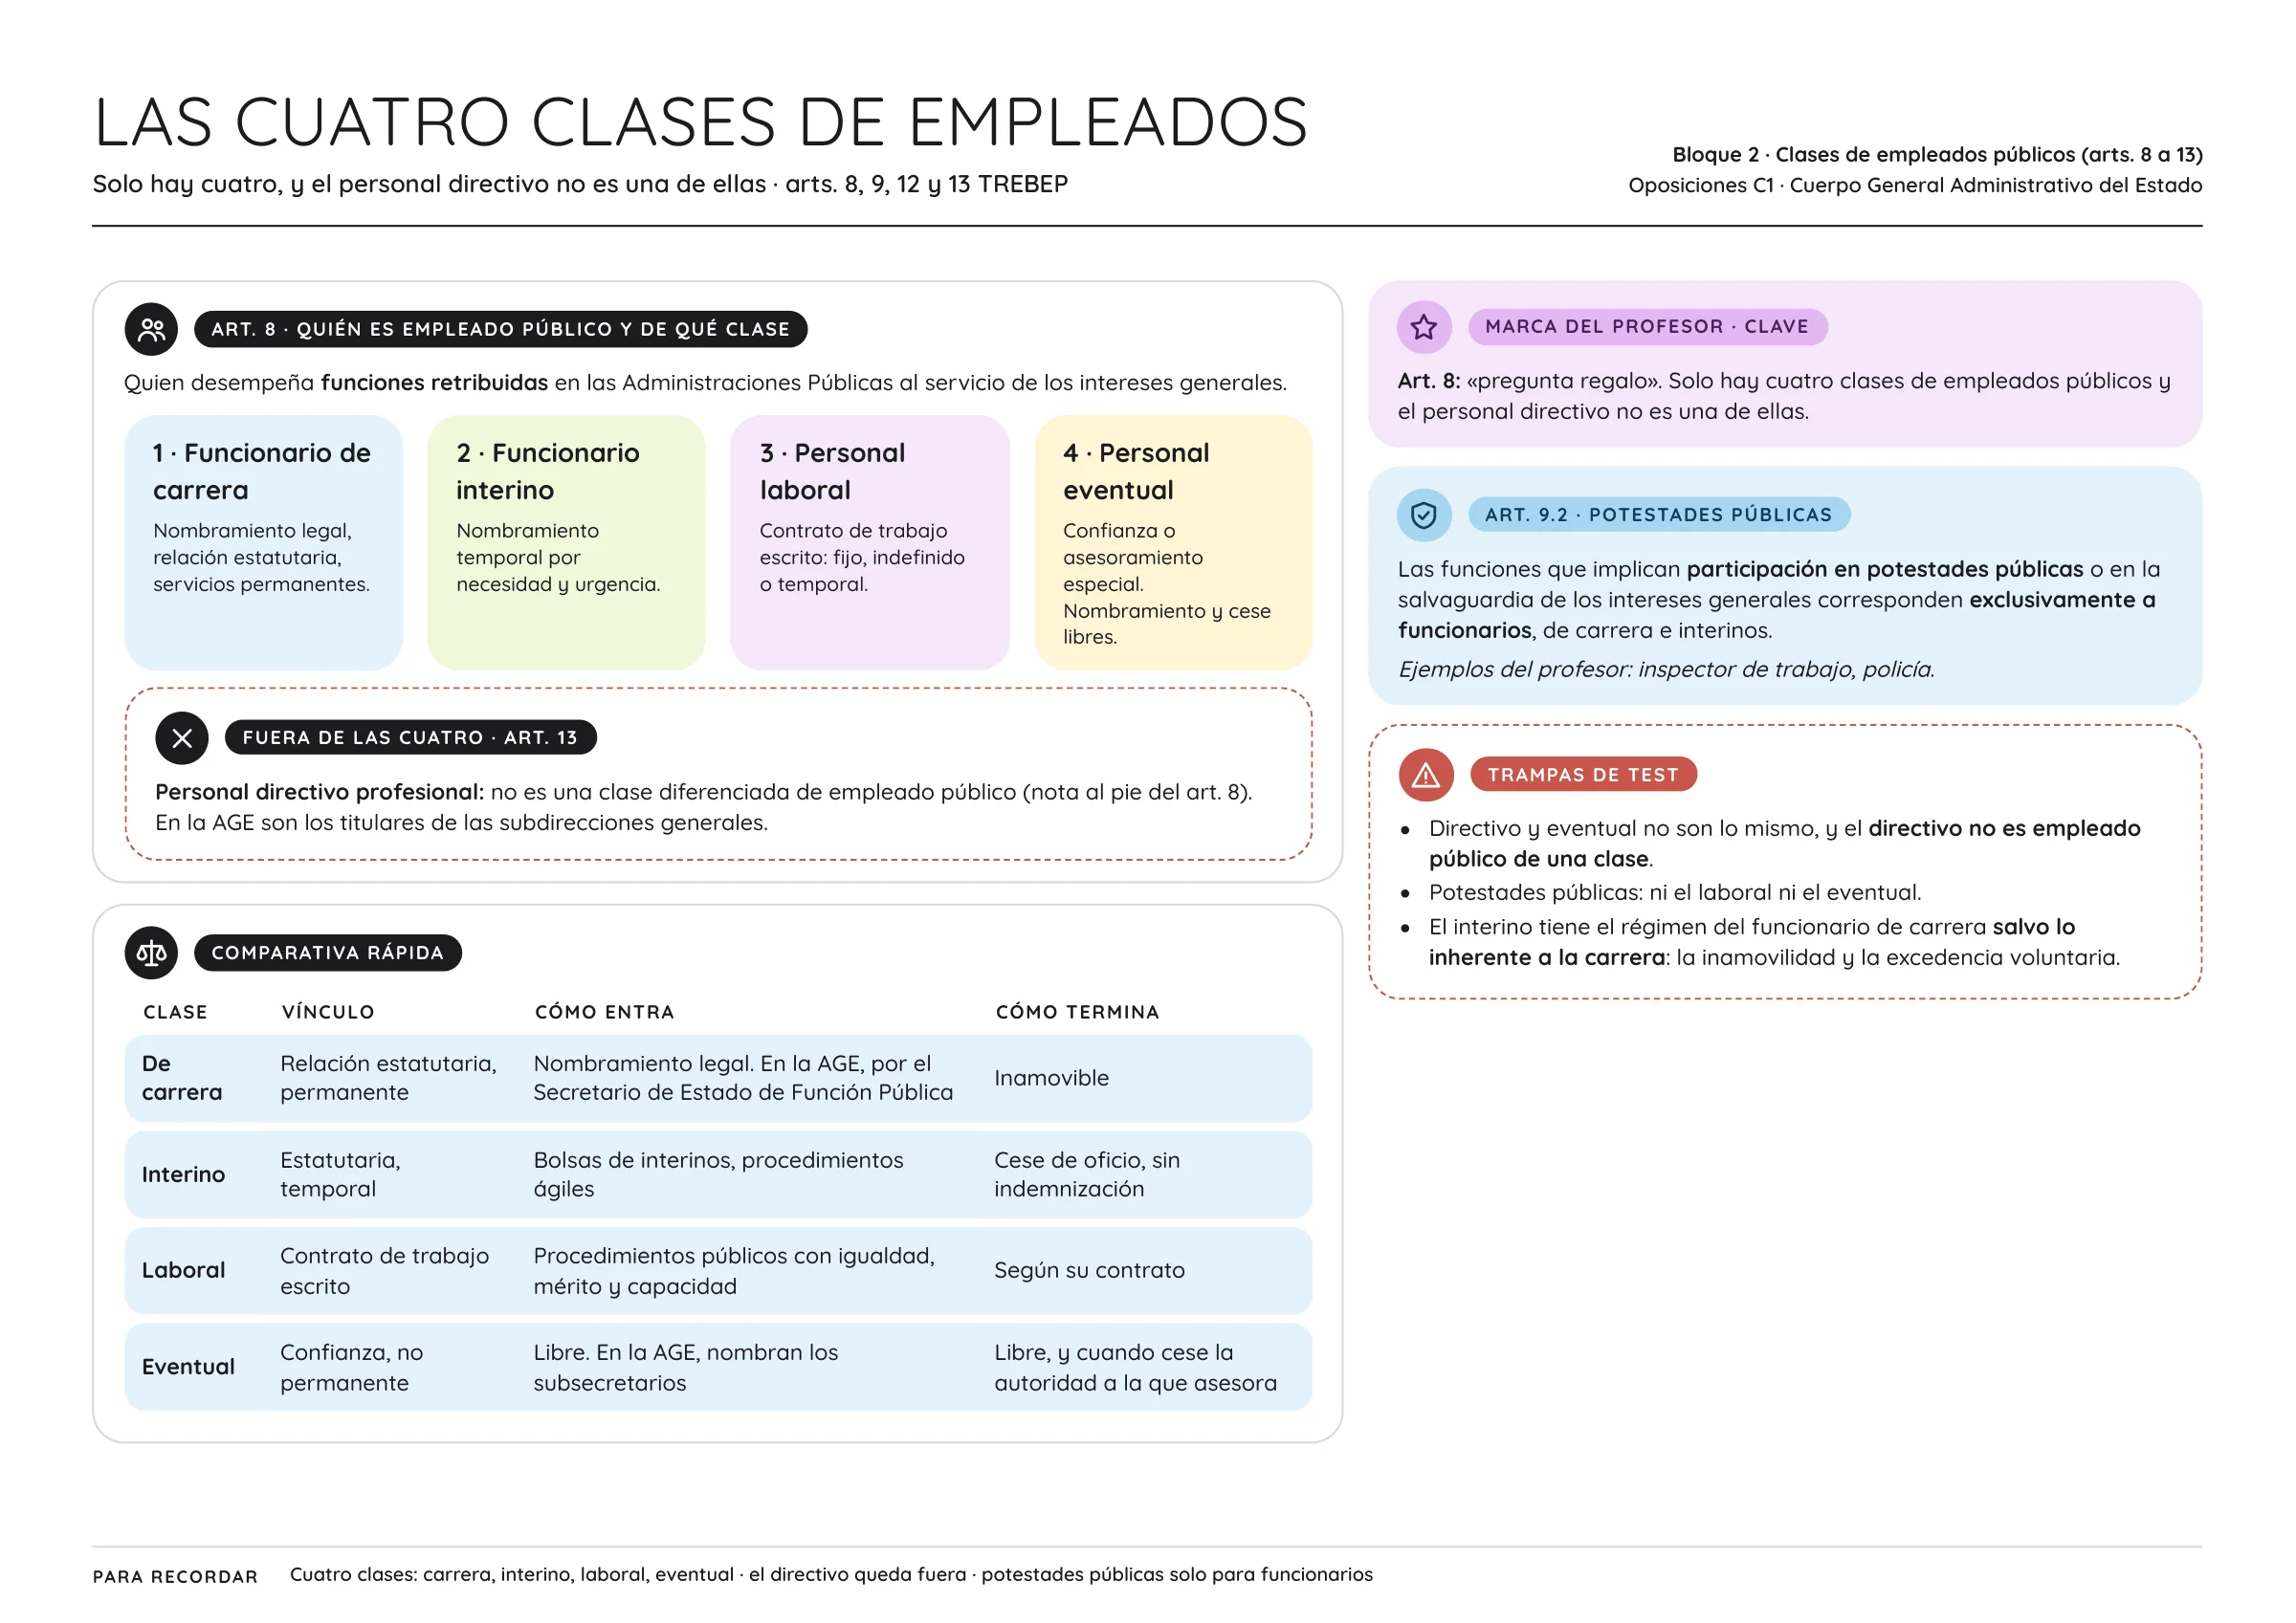 LAS CUATRO CLASES DE EMPLEADOS
Solo hay cuatro, y el personal directivo no es una de ellas · arts. 8, 9, 12 y 13 TREBEP
Bloque 2 · Clases de empleados públicos (arts. 8 a 13)
Oposiciones C1 · Cuerpo General Administrativo del Estado
ART. 8 · QUIÉN ES EMPLEADO PÚBLICO Y DE QUÉ CLASE
Quien desempeña funciones retribuidas en las Administraciones Públicas al servicio de los intereses generales.
1 · Funcionario de
carrera
Nombramiento legal,
relación estatutaria,
servicios permanentes.
2 · Funcionario
interino
Nombramiento
temporal por
necesidad y urgencia.
3 · Personal
laboral
Contrato de trabajo
escrito: fijo, indefinido
o temporal.
4 · Personal
eventual
Confianza o
asesoramiento
especial.
Nombramiento y cese
libres.
FUERA DE LAS CUATRO · ART. 13
Personal directivo profesional: no es una clase diferenciada de empleado público (nota al pie del art. 8).
En la AGE son los titulares de las subdirecciones generales.
COMPARATIVA RÁPIDA
CLASE VÍNCULO CÓMO ENTRA CÓMO TERMINA
De
carrera
Relación estatutaria,
permanente
Nombramiento legal. En la AGE, por el
Secretario de Estado de Función Pública
Inamovible
Interino
Estatutaria,
temporal
Bolsas de interinos, procedimientos
ágiles
Cese de oficio, sin
indemnización
Laboral
Contrato de trabajo
escrito
Procedimientos públicos con igualdad,
mérito y capacidad
Según su contrato
Eventual
Confianza, no
permanente
Libre. En la AGE, nombran los
subsecretarios
Libre, y cuando cese la
autoridad a la que asesora
MARCA DEL PROFESOR · CLAVE
Art. 8: «pregunta regalo». Solo hay cuatro clases de empleados públicos y
el personal directivo no es una de ellas.
ART. 9.2 · POTESTADES PÚBLICAS
Las funciones que implican participación en potestades públicas o en la
salvaguardia de los intereses generales corresponden exclusivamente a
funcionarios, de carrera e interinos.
Ejemplos del profesor: inspector de trabajo, policía.
TRAMPAS DE TEST
• Directivo y eventual no son lo mismo, y el directivo no es empleado
público de una clase.
• Potestades públicas: ni el laboral ni el eventual.
• El interino tiene el régimen del funcionario de carrera salvo lo
inherente a la carrera: la inamovilidad y la excedencia voluntaria.
PARA RECORDAR Cuatro clases: carrera, interino, laboral, eventual · el directivo queda fuera · potestades públicas solo para funcionarios